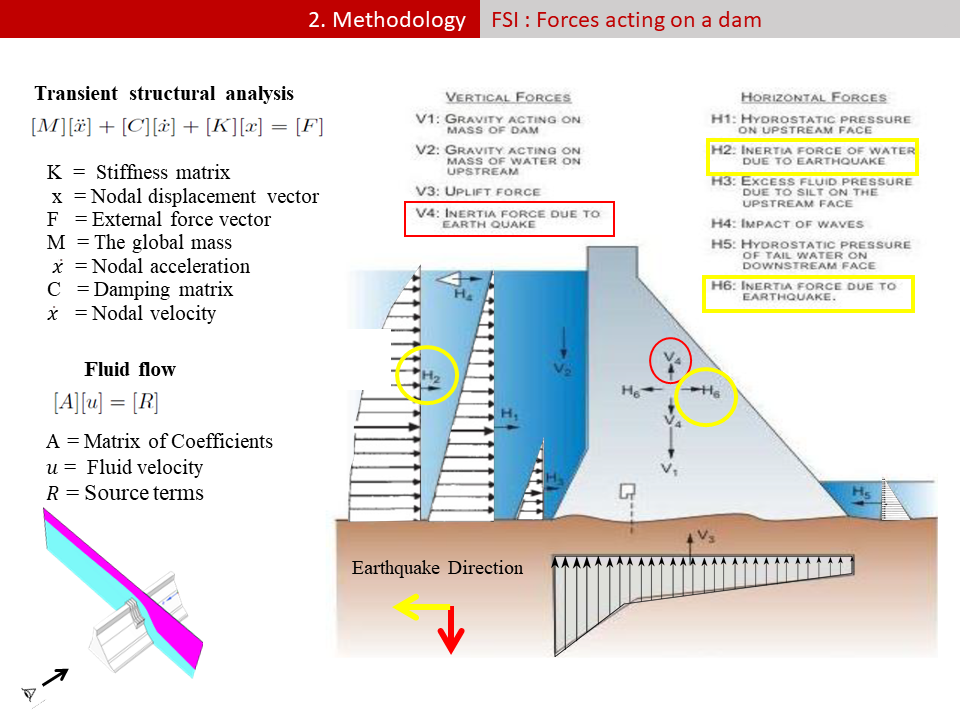 2. Methodology
FSI : Forces acting on a dam
Transient structural analysis
[M][ẍ] + [C][ẋ] + [K][x] = [F]
K = Stiffness matrix
x = Nodal displacement vector
F = External force vector
M = The global mass
ẋ = Nodal acceleration
C = Damping matrix
ẋ = Nodal velocity
Fluid flow
[A][u] = [R]
A = Matrix of Coefficients
u = Fluid velocity
R = Source terms
VERTICAL FORCES
V1: GRAVITY ACTING ON
MASS OF DAM
V2: GRAVITY ACTING ON
MASS OF WATER ON
UPSTREAM
V3: UPLIFT FORCE
V4: INERTIA FORCE DUE TO
EARTH QUAKE
HORIZONTAL FORCES
H1: HYDROSTATIC PRESSURE
ON UPSTREAM FACE
H2: INERTIA FORCE OF WATER
DUE TO EARTHQUAKE
H3: EXCESS FLUID PRESSURE
DUE TO SILT ON THE
UPSTREAM FACE
H4: IMPACT OF WAVES
H5: HYDROSTATIC PRESSURE
OF TAIL WATER ON
DOWNSTREAM FACE
H6: INERTIA FORCE DUE TO
EARTHQUAKE.
H4
V2
V4
H2
H6
H6
H1
V4
V1
H3
H5
V3
Earthquake Direction